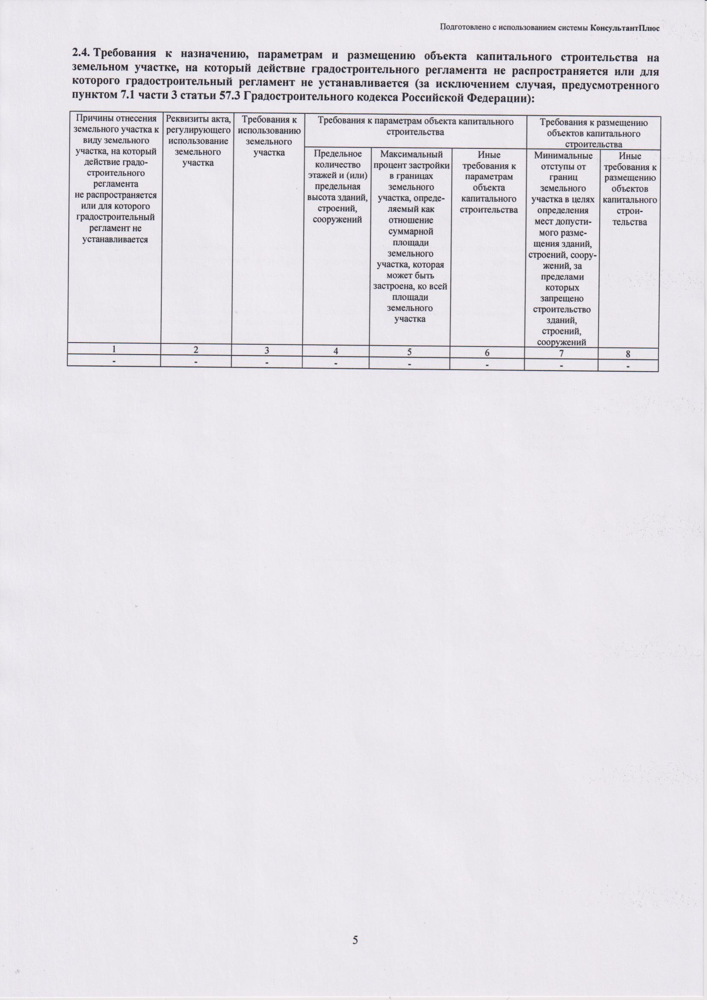 Подготовлено с использованием системы КонсультантПлюс
2.4. Требования к назначению, параметрам и размещению объекта капитального строительства на
земельном участке, на который действие градостроительного регламента не распространяется или для
которого градостроительный регламент не устанавливается (за исключением случая, предусмотренного
пунктом 7.1 части 3 статьи 57.3 Градостроительного кодекса Российской Федерации):
Причины отнесения
земельного участка к
виду земельного
участка, на который
действие градо-
строительного
регламента
не распространяется
или для которого
градостроительный
регламент не
устанавливается
Реквизиты акта,
регулирующего
использование
земельного
участка
Требования к
использованию
земельного
участка
Требования к параметрам объекта капитального
строительства
Требования к размещению
объектов капитального
строительства
Предельное
количество
этажей и (или)
предельная
высота зданий,
строений,
сооружений
Максимальный
процент застройки
в границах
земельного
участка, опреде-
ляемый как
отношение
суммарной
площади
земельного
участка, которая
может быть
застроена, ко всей
площади
земельного
участка
Иные
требования к
параметрам
объекта
капитального
строительства
Минимальные
отступы от
границ
земельного
участка в целях
определения
мест допусти-
мого разме-
щения зданий,
строений, соору-
жений, за
пределами
которых
запрещено
строительство
зданий,
строений,
сооружений
Иные
требования к
размещению
объектов
капитального
строи-
тельства
1 2 3 4 5 6 7 8
- - - - - - - -
5